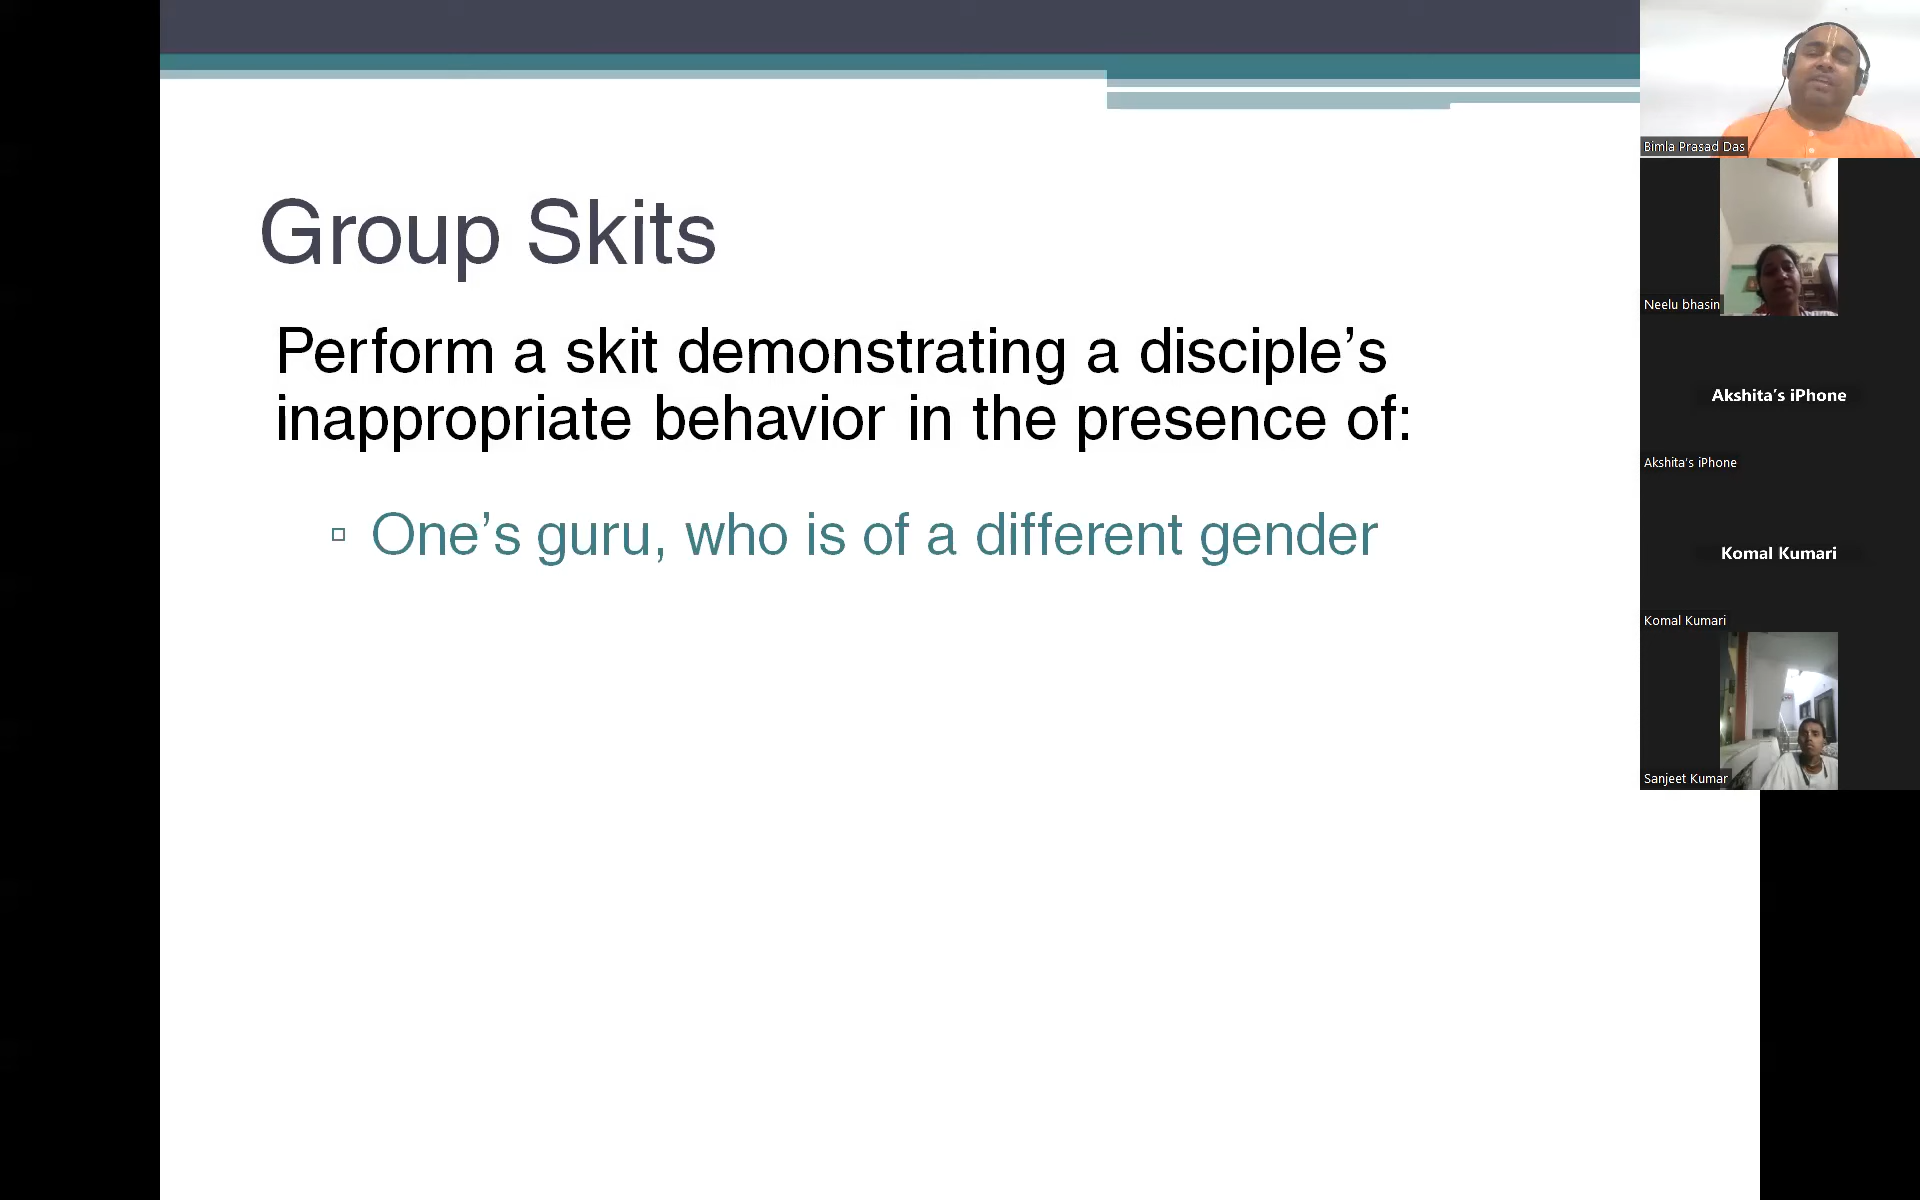 Group Skits
Perform a skit demonstrating a disciple’s
inappropriate behavior in the presence of:
▫ One’s guru, who is of a different gender
Bimla Prasad Das
Neelu bhasin
Akshita’s iPhone
Akshita's iPhone
Komal Kumari
Komal Kumari
Sanjeet Kumar